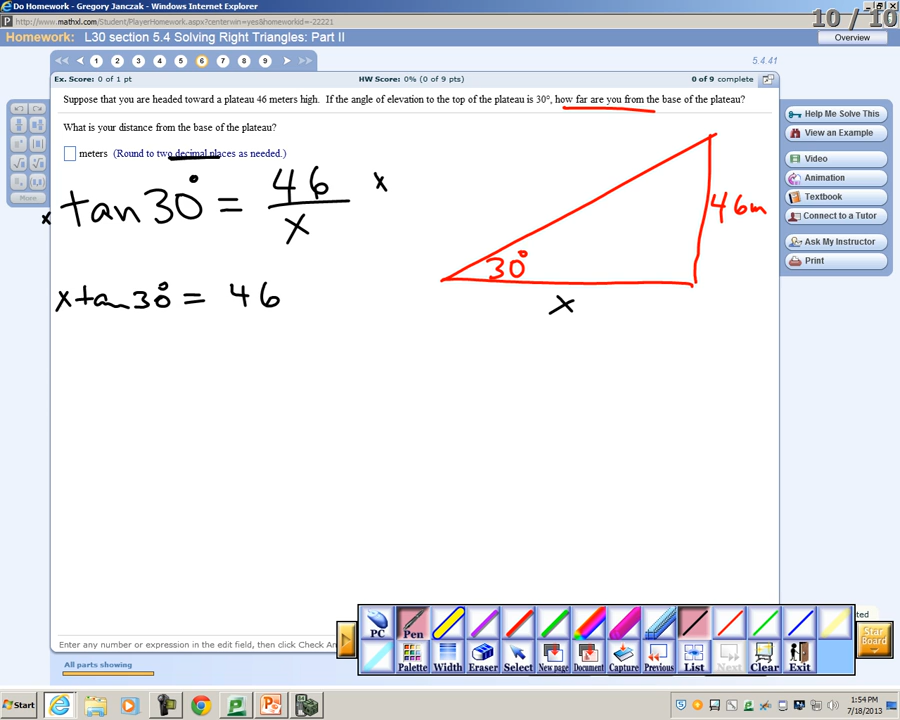 Do Homework - Gregory Janczak - Windows Internet Explorer
http://www.mathxl.com/Student/PlayerHomework.aspx?centerwin=yes&homeworkid=-22221
10 / 10
Homework: L30 section 5.4 Solving Right Triangles: Part II
Overview
1 2 3 4 5 6 7 8 9
5.4.41
Ex. Score: 0 of 1 pt
HW Score: 0% (0 of 9 pts)
0 of 9 complete
Suppose that you are headed toward a plateau 46 meters high. If the angle of elevation to the top of the plateau is 30°, how far are you from the base of the plateau?
What is your distance from the base of the plateau?
meters (Round to two decimal places as needed.)
More
tan 30° = 46/x
x
x
x tan 30° = 46
30°
46m
x
Help Me Solve This
View an Example
Video
Animation
Textbook
Connect to a Tutor
Ask My Instructor
Print
Enter any number or expression in the edit field, then click Check An
All parts showing
PC
Pen
Palette
Width
Eraser
Select
New page
Document
Capture
Previous
List
Next
Clear
Exit
Star Board
Start
1:54 PM
7/18/2013